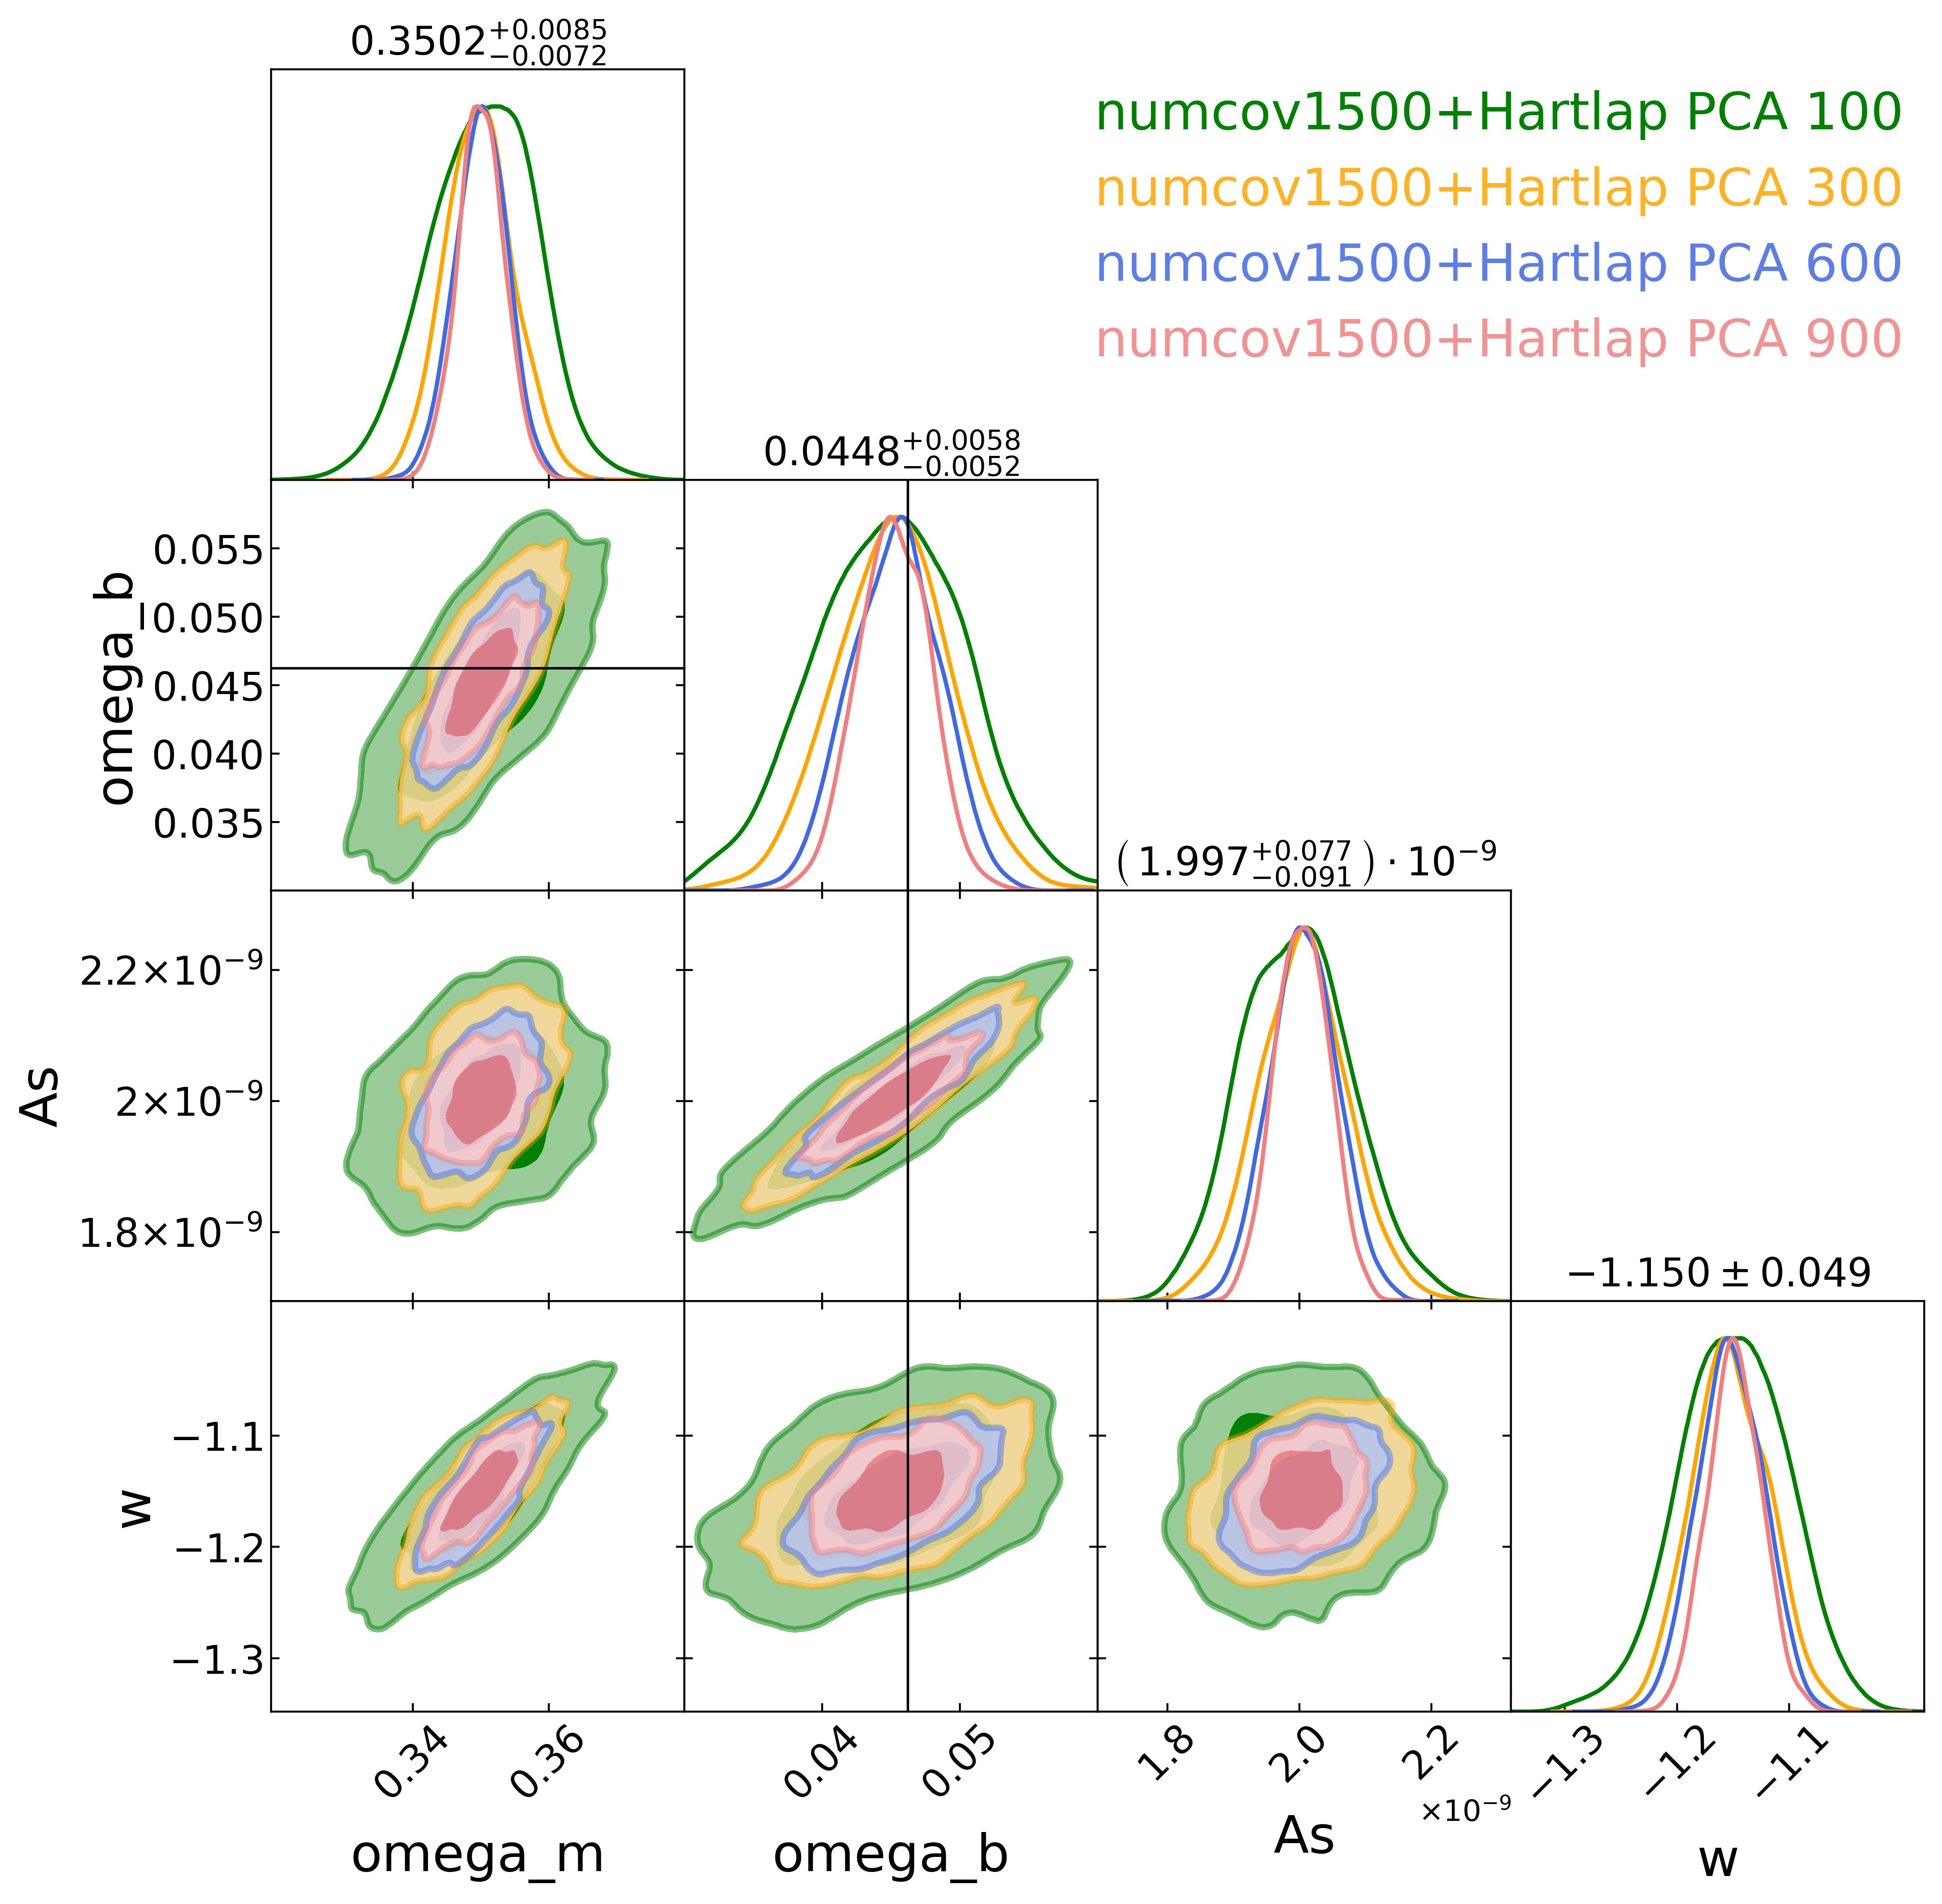 0.3502 +0.0085 −0.0072
numcov1500+Hartlap PCA 100
numcov1500+Hartlap PCA 300
numcov1500+Hartlap PCA 600
numcov1500+Hartlap PCA 900
0.0448 +0.0058 −0.0052
omega_b
0.055
0.050
0.045
0.040
0.035
(1.997 +0.077 −0.091) · 10⁻⁹
As
2.2×10⁻⁹
2×10⁻⁹
1.8×10⁻⁹
−1.150 ± 0.049
w
−1.1
−1.2
−1.3
0.34 0.36 0.04 0.05 1.8 2.0 2.2 −1.3 −1.2 −1.1
×10⁻⁹
omega_m omega_b As w